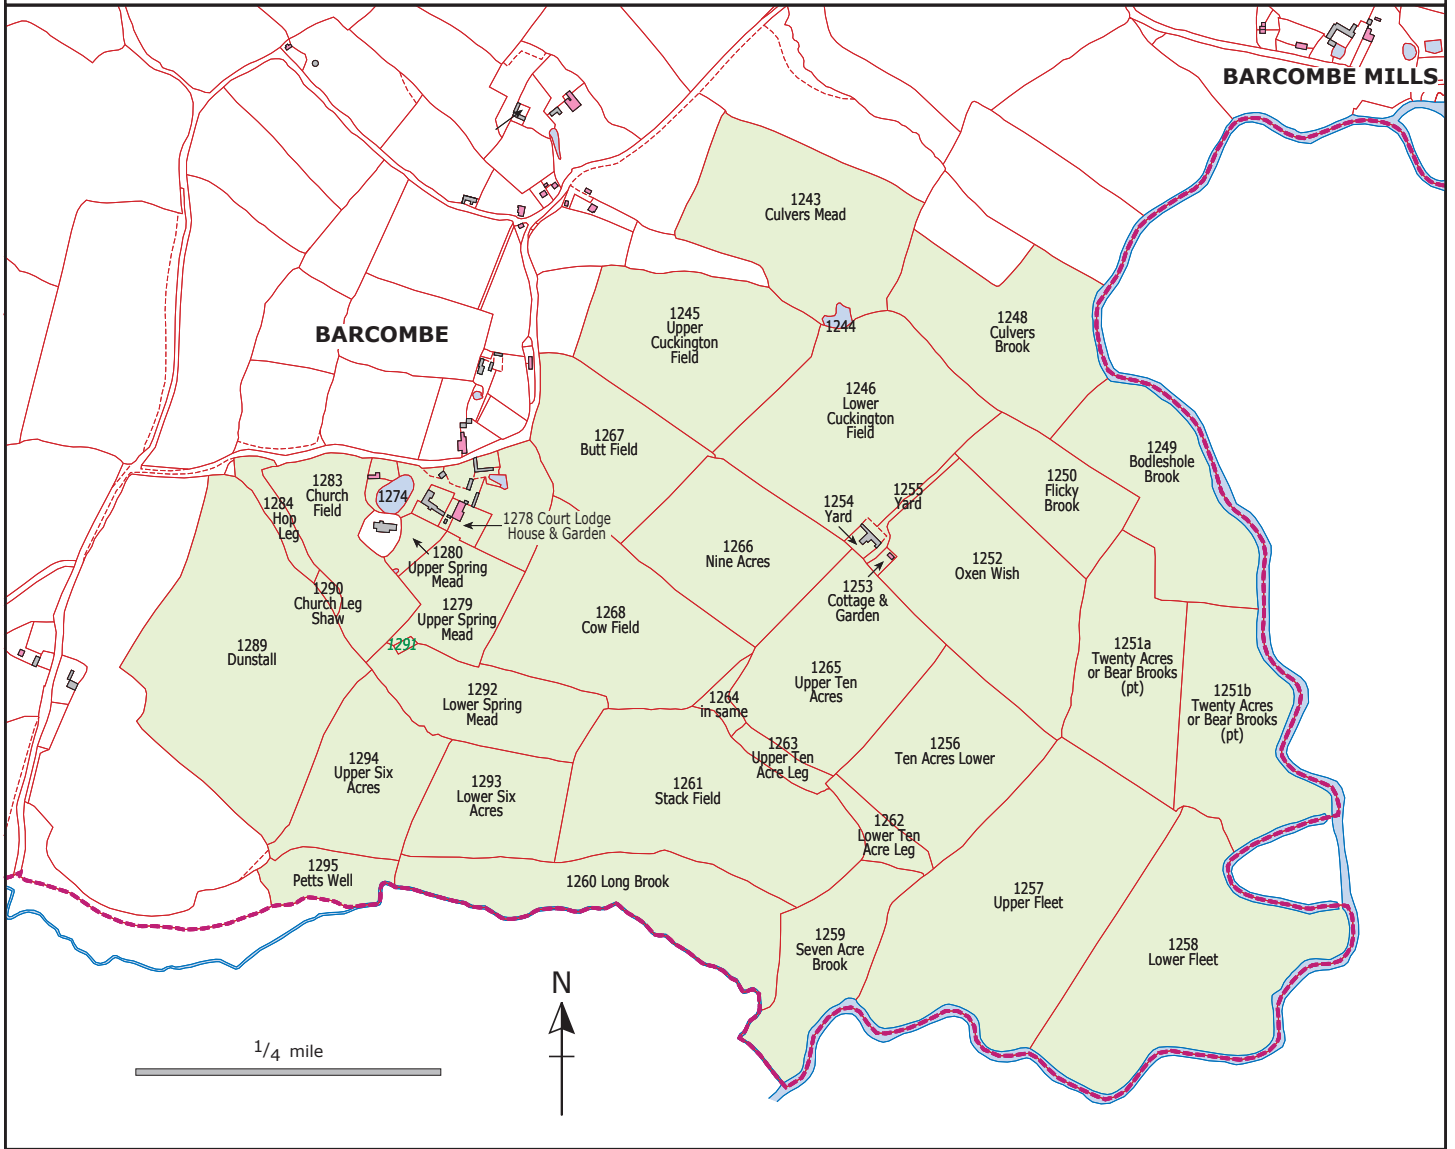 BARCOMBE MILLS
1243
Culvers Mead
1244
1245
Upper
Cuckington
Field
1248
Culvers
Brook
BARCOMBE
1246
Lower
Cuckington
Field
1267
Butt Field
1249
Bodleshole
Brook
1250
Flicky
Brook
1283
Church
Field
1274
1284
Hop
Leg
1278 Court Lodge
House & Garden
1254
Yard
1255
Yard
1280
Upper Spring
Mead
1266
Nine Acres
1252
Oxen Wish
1290
Church Leg
Shaw
1279
Upper Spring
Mead
1253
Cottage &
Garden
1268
Cow Field
1291
1289
Dunstall
1251a
Twenty Acres
or Bear Brooks
(pt)
1265
Upper Ten
Acres
1292
Lower Spring
Mead
1264
in same
1251b
Twenty Acres
or Bear Brooks
(pt)
1263
Upper Ten
Acre Leg
1256
Ten Acres Lower
1294
Upper Six
Acres
1293
Lower Six
Acres
1261
Stack Field
1262
Lower Ten
Acre Leg
1295
Petts Well
1260 Long Brook
1257
Upper Fleet
1259
Seven Acre
Brook
1258
Lower Fleet
N
1/4 mile